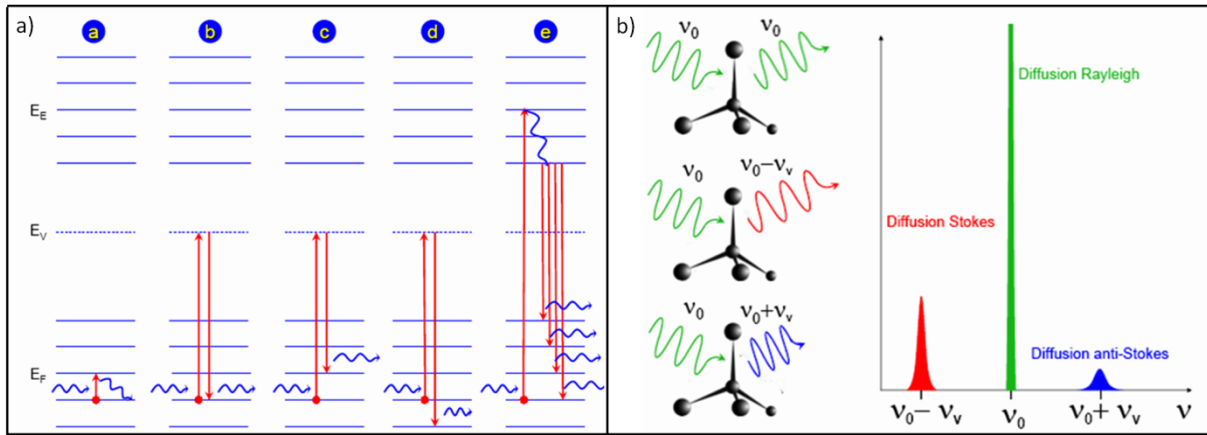 a)
a b c d e
E_E
E_V
E_F
b)
ν₀ ν₀
ν₀ ν₀−νᵥ
ν₀ ν₀+νᵥ
Diffusion Rayleigh
Diffusion Stokes
Diffusion anti-Stokes
ν₀− νᵥ ν₀ ν₀+ νᵥ ν